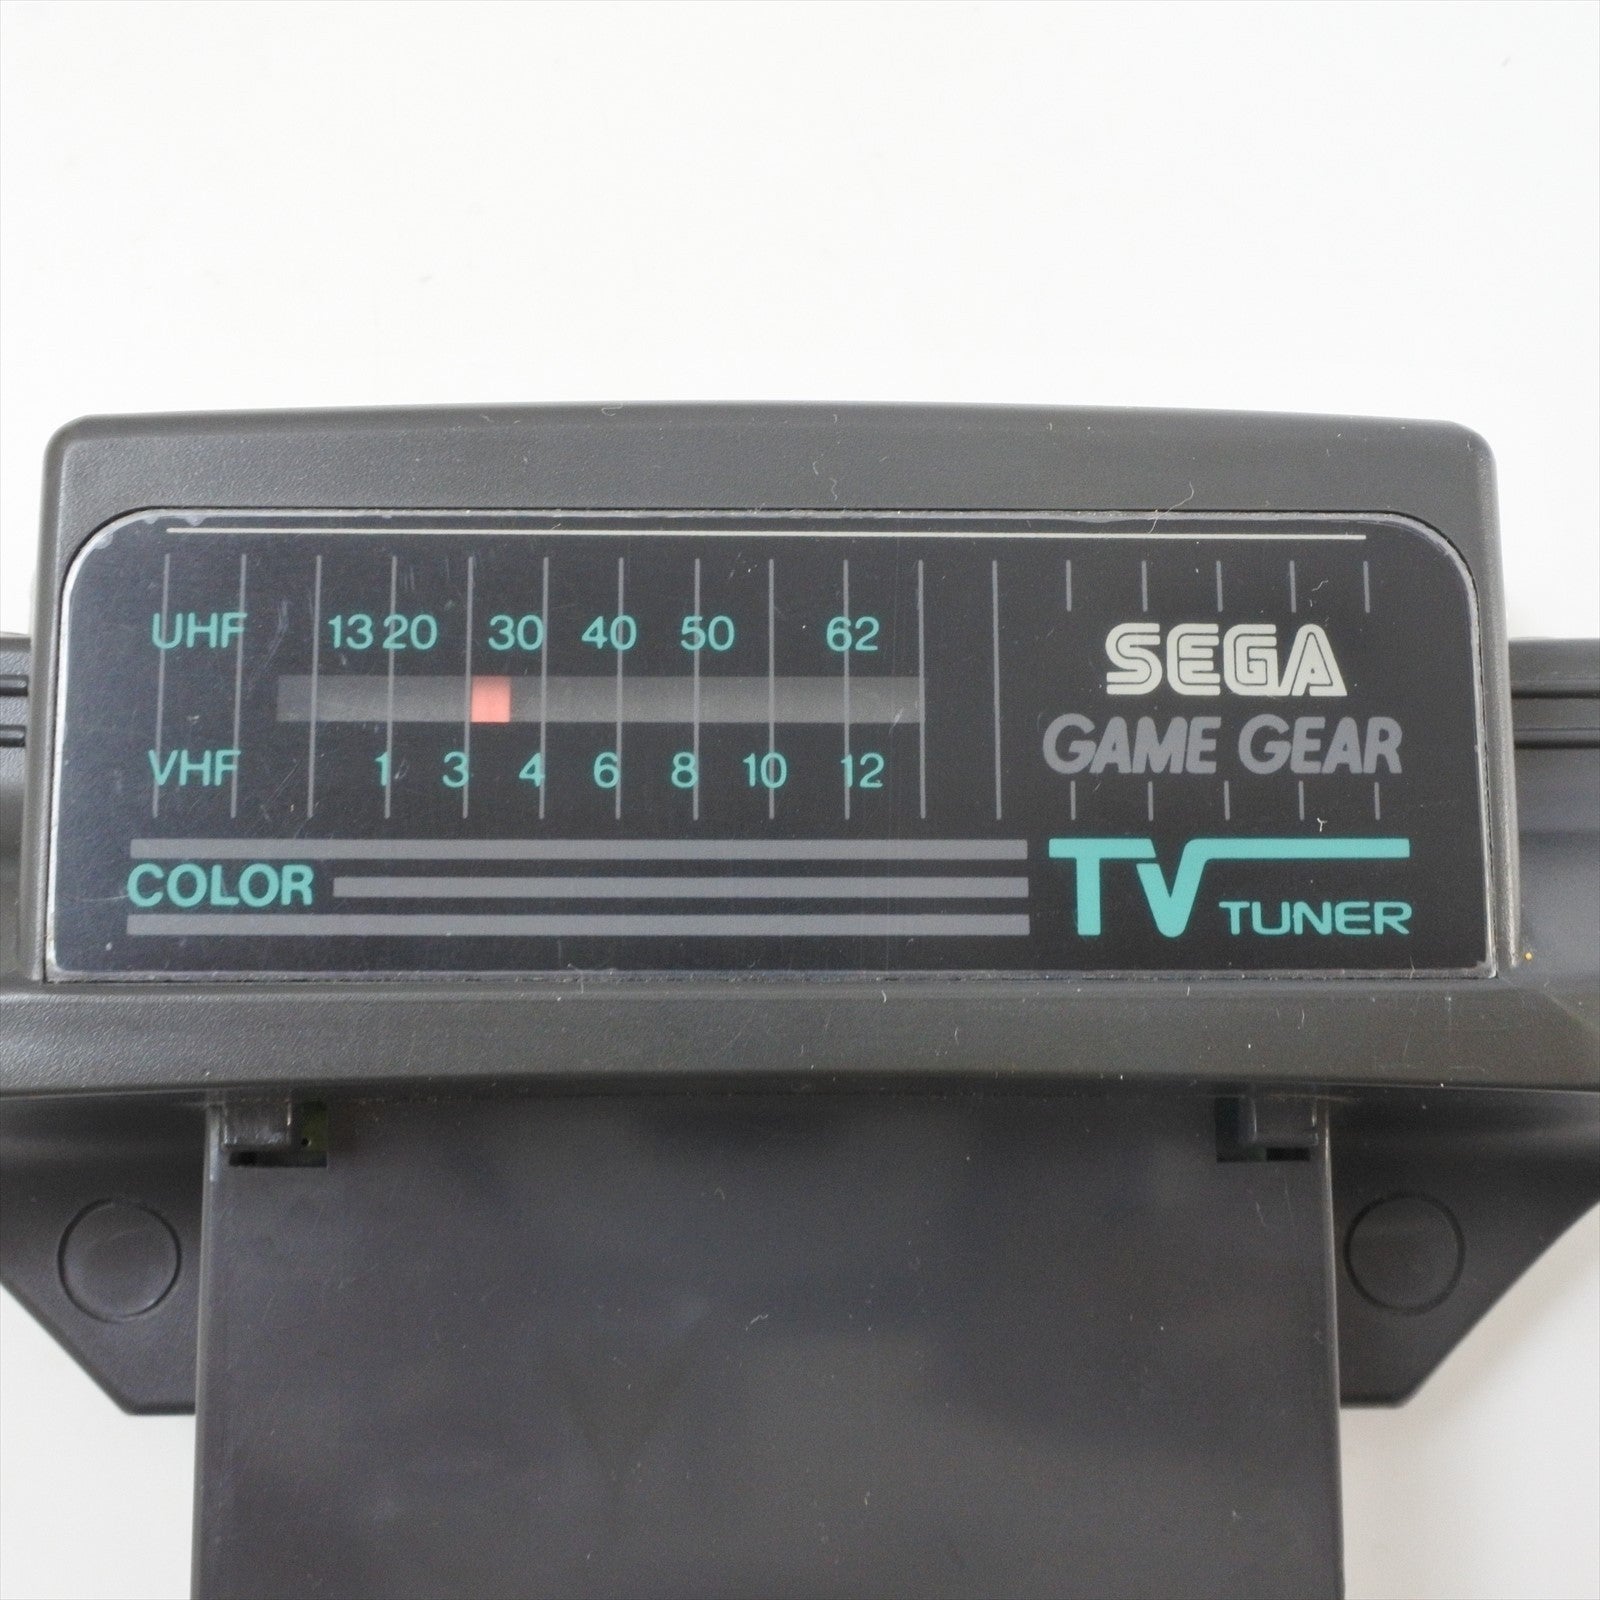 UHF 13 20 30 40 50 62
VHF 1 3 4 6 8 10 12
COLOR
SEGA
GAME GEAR
TV TUNER